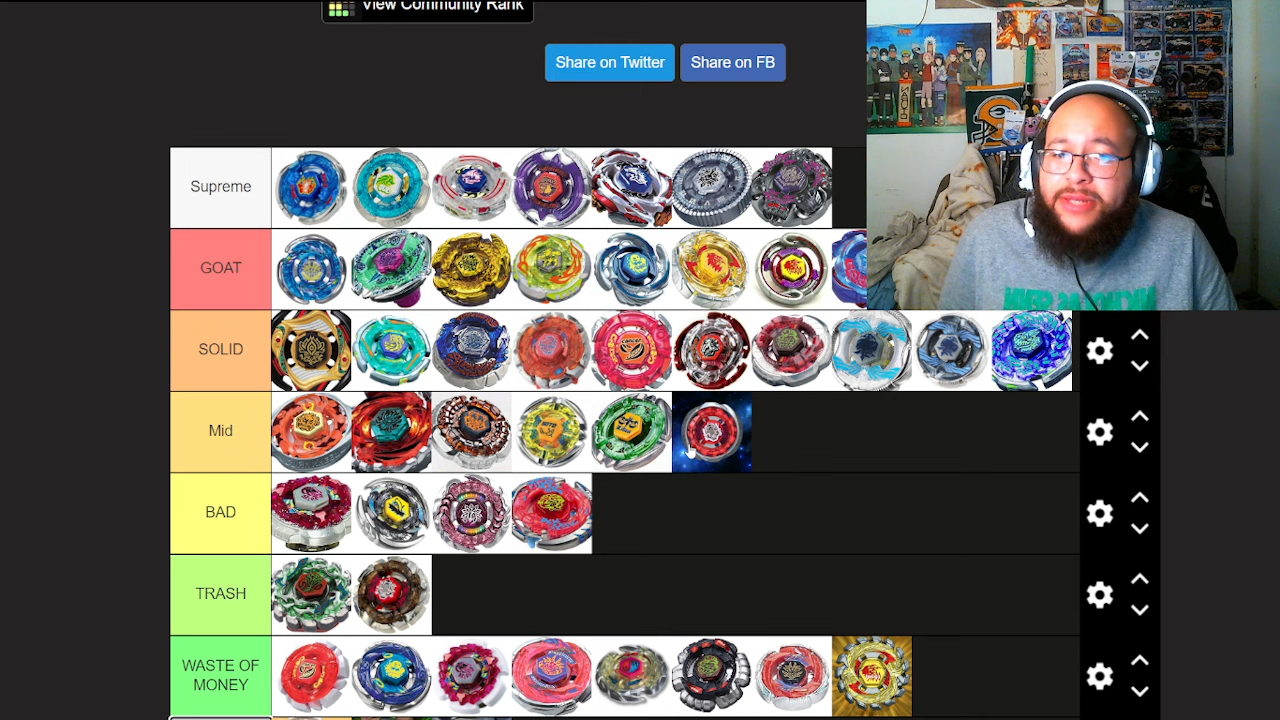 View Community Rank
Share on Twitter
Share on FB
Supreme
GOAT
SOLID
Mid
BAD
TRASH
WASTE OF
MONEY